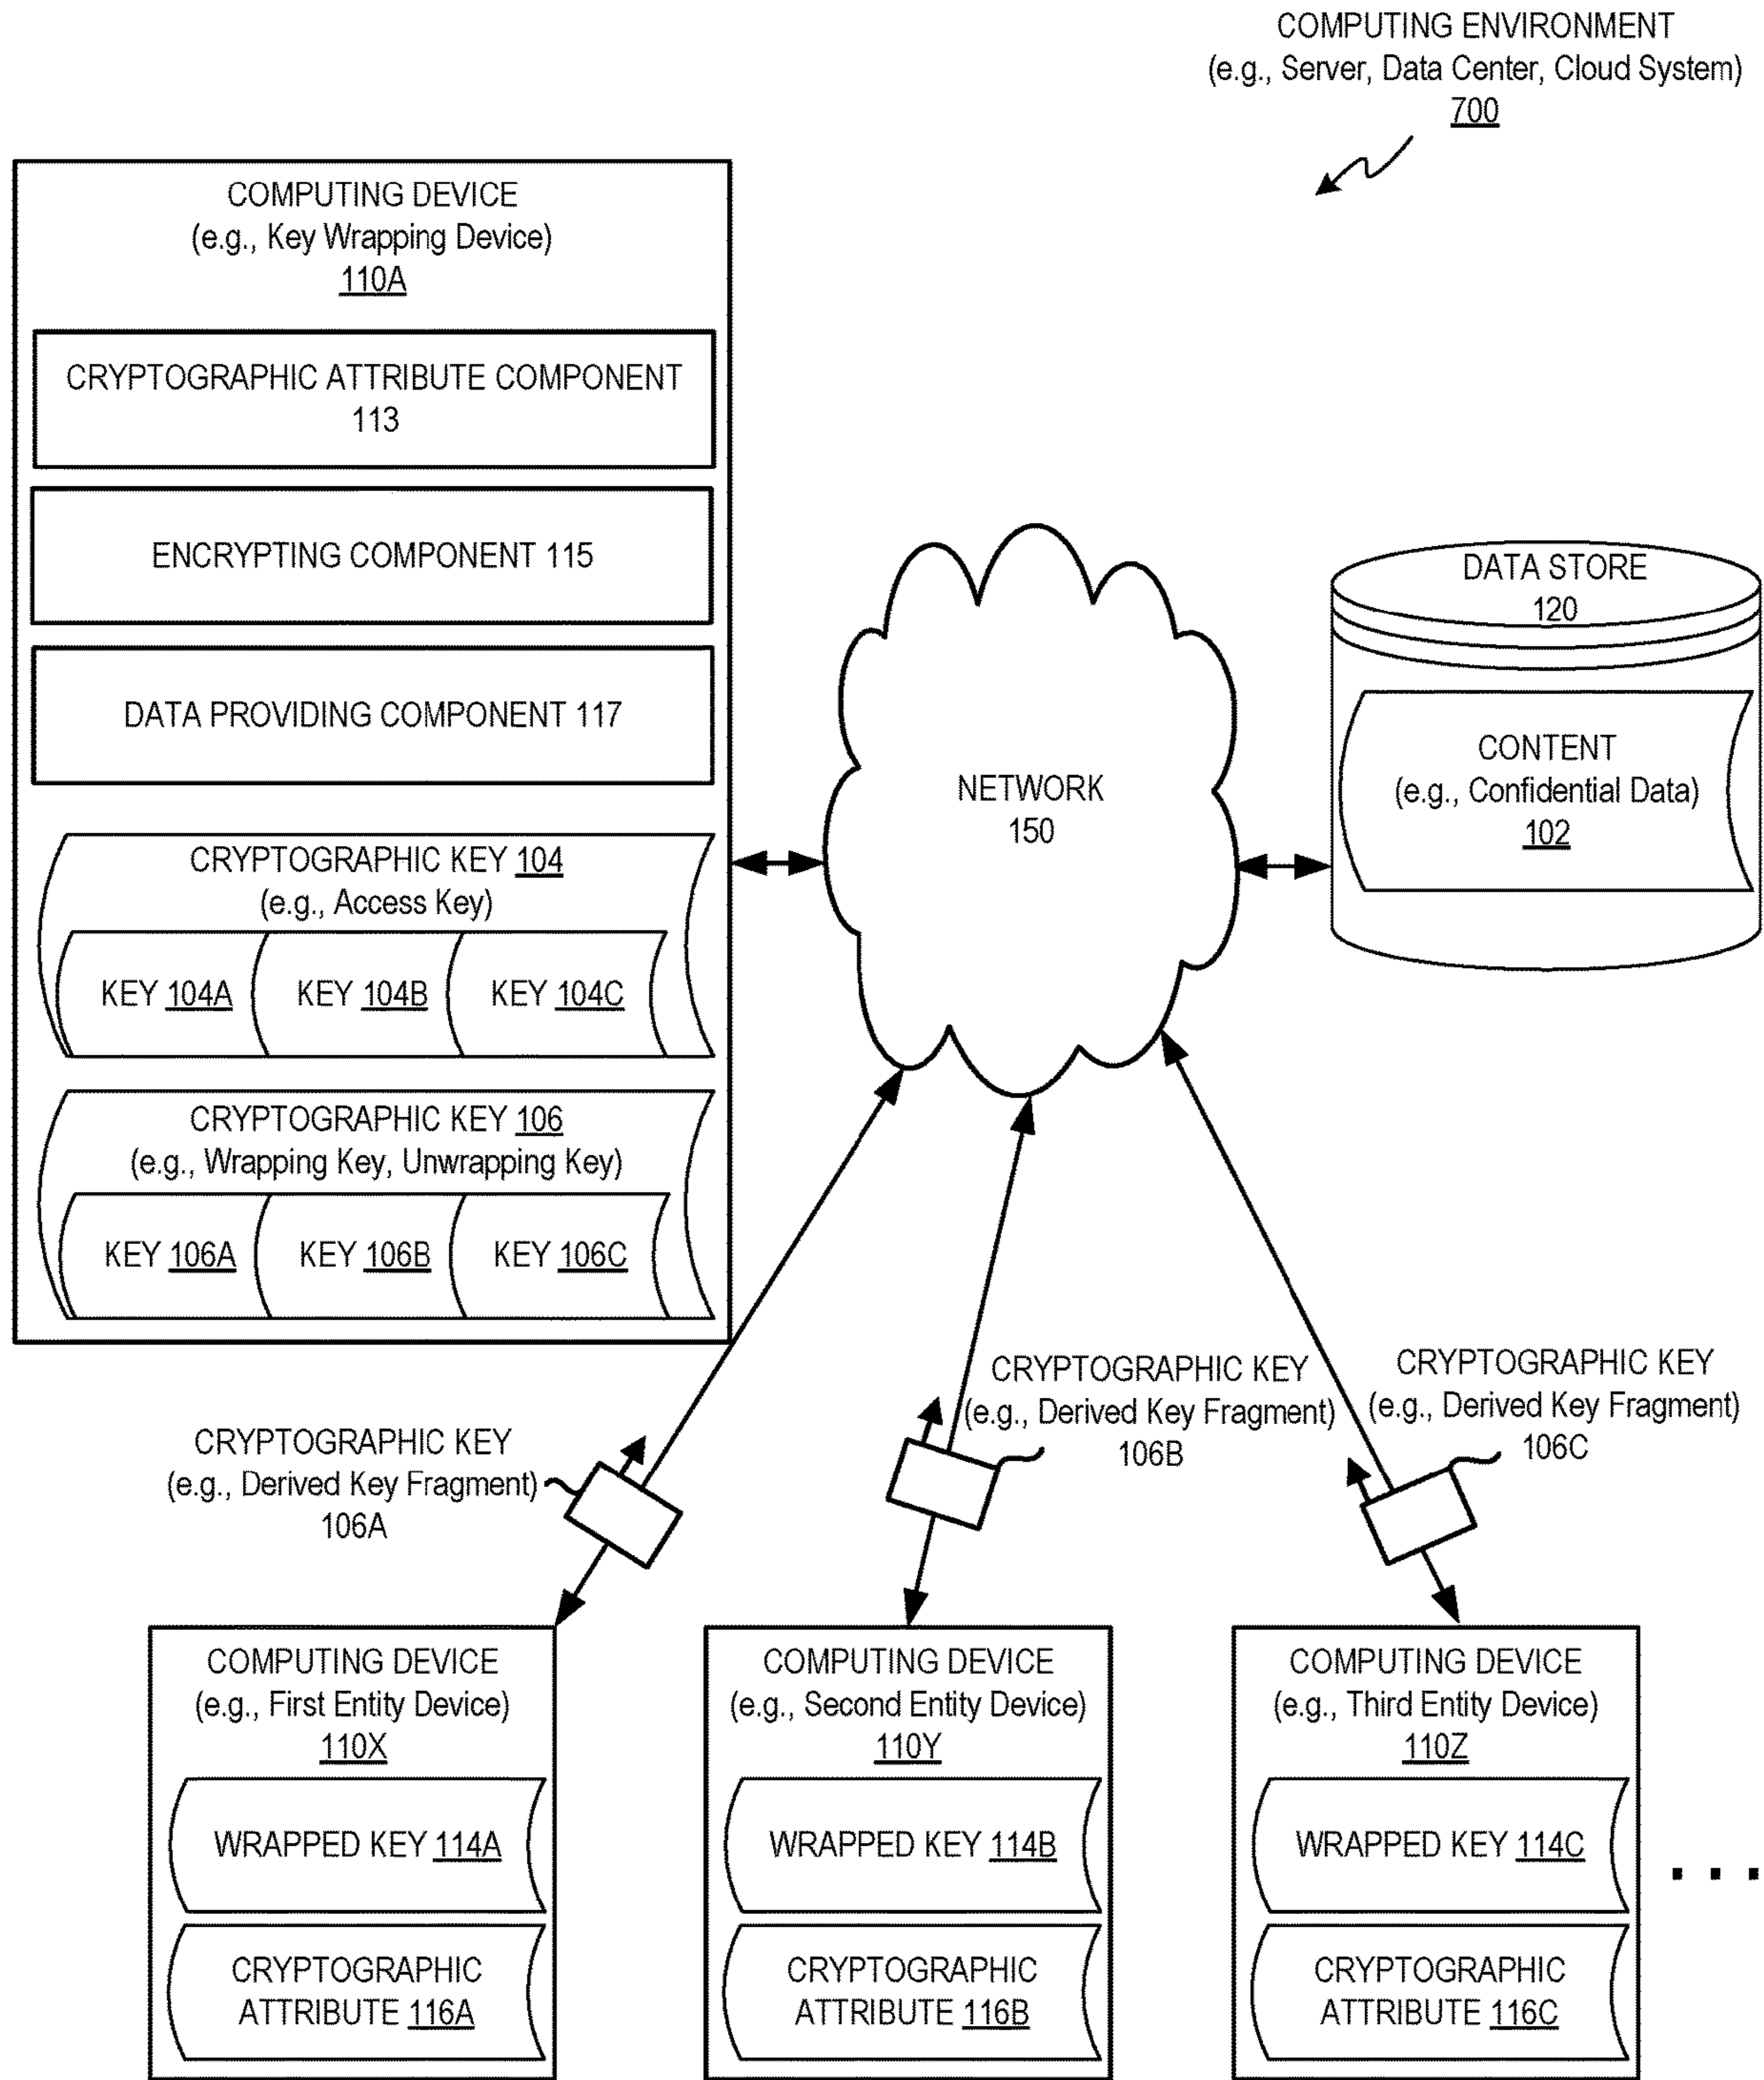 COMPUTING ENVIRONMENT
(e.g., Server, Data Center, Cloud System)
700
COMPUTING DEVICE
(e.g., Key Wrapping Device)
110A
CRYPTOGRAPHIC ATTRIBUTE COMPONENT
113
ENCRYPTING COMPONENT 115
DATA PROVIDING COMPONENT 117
CRYPTOGRAPHIC KEY 104
(e.g., Access Key)
KEY 104A KEY 104B KEY 104C
CRYPTOGRAPHIC KEY 106
(e.g., Wrapping Key, Unwrapping Key)
KEY 106A KEY 106B KEY 106C
NETWORK
150
DATA STORE
120
CONTENT
(e.g., Confidential Data)
102
CRYPTOGRAPHIC KEY
(e.g., Derived Key Fragment)
106A
CRYPTOGRAPHIC KEY
(e.g., Derived Key Fragment)
106B
CRYPTOGRAPHIC KEY
(e.g., Derived Key Fragment)
106C
COMPUTING DEVICE
(e.g., First Entity Device)
110X
WRAPPED KEY 114A
CRYPTOGRAPHIC
ATTRIBUTE 116A
COMPUTING DEVICE
(e.g., Second Entity Device)
110Y
WRAPPED KEY 114B
CRYPTOGRAPHIC
ATTRIBUTE 116B
COMPUTING DEVICE
(e.g., Third Entity Device)
110Z
WRAPPED KEY 114C
CRYPTOGRAPHIC
ATTRIBUTE 116C
. . .